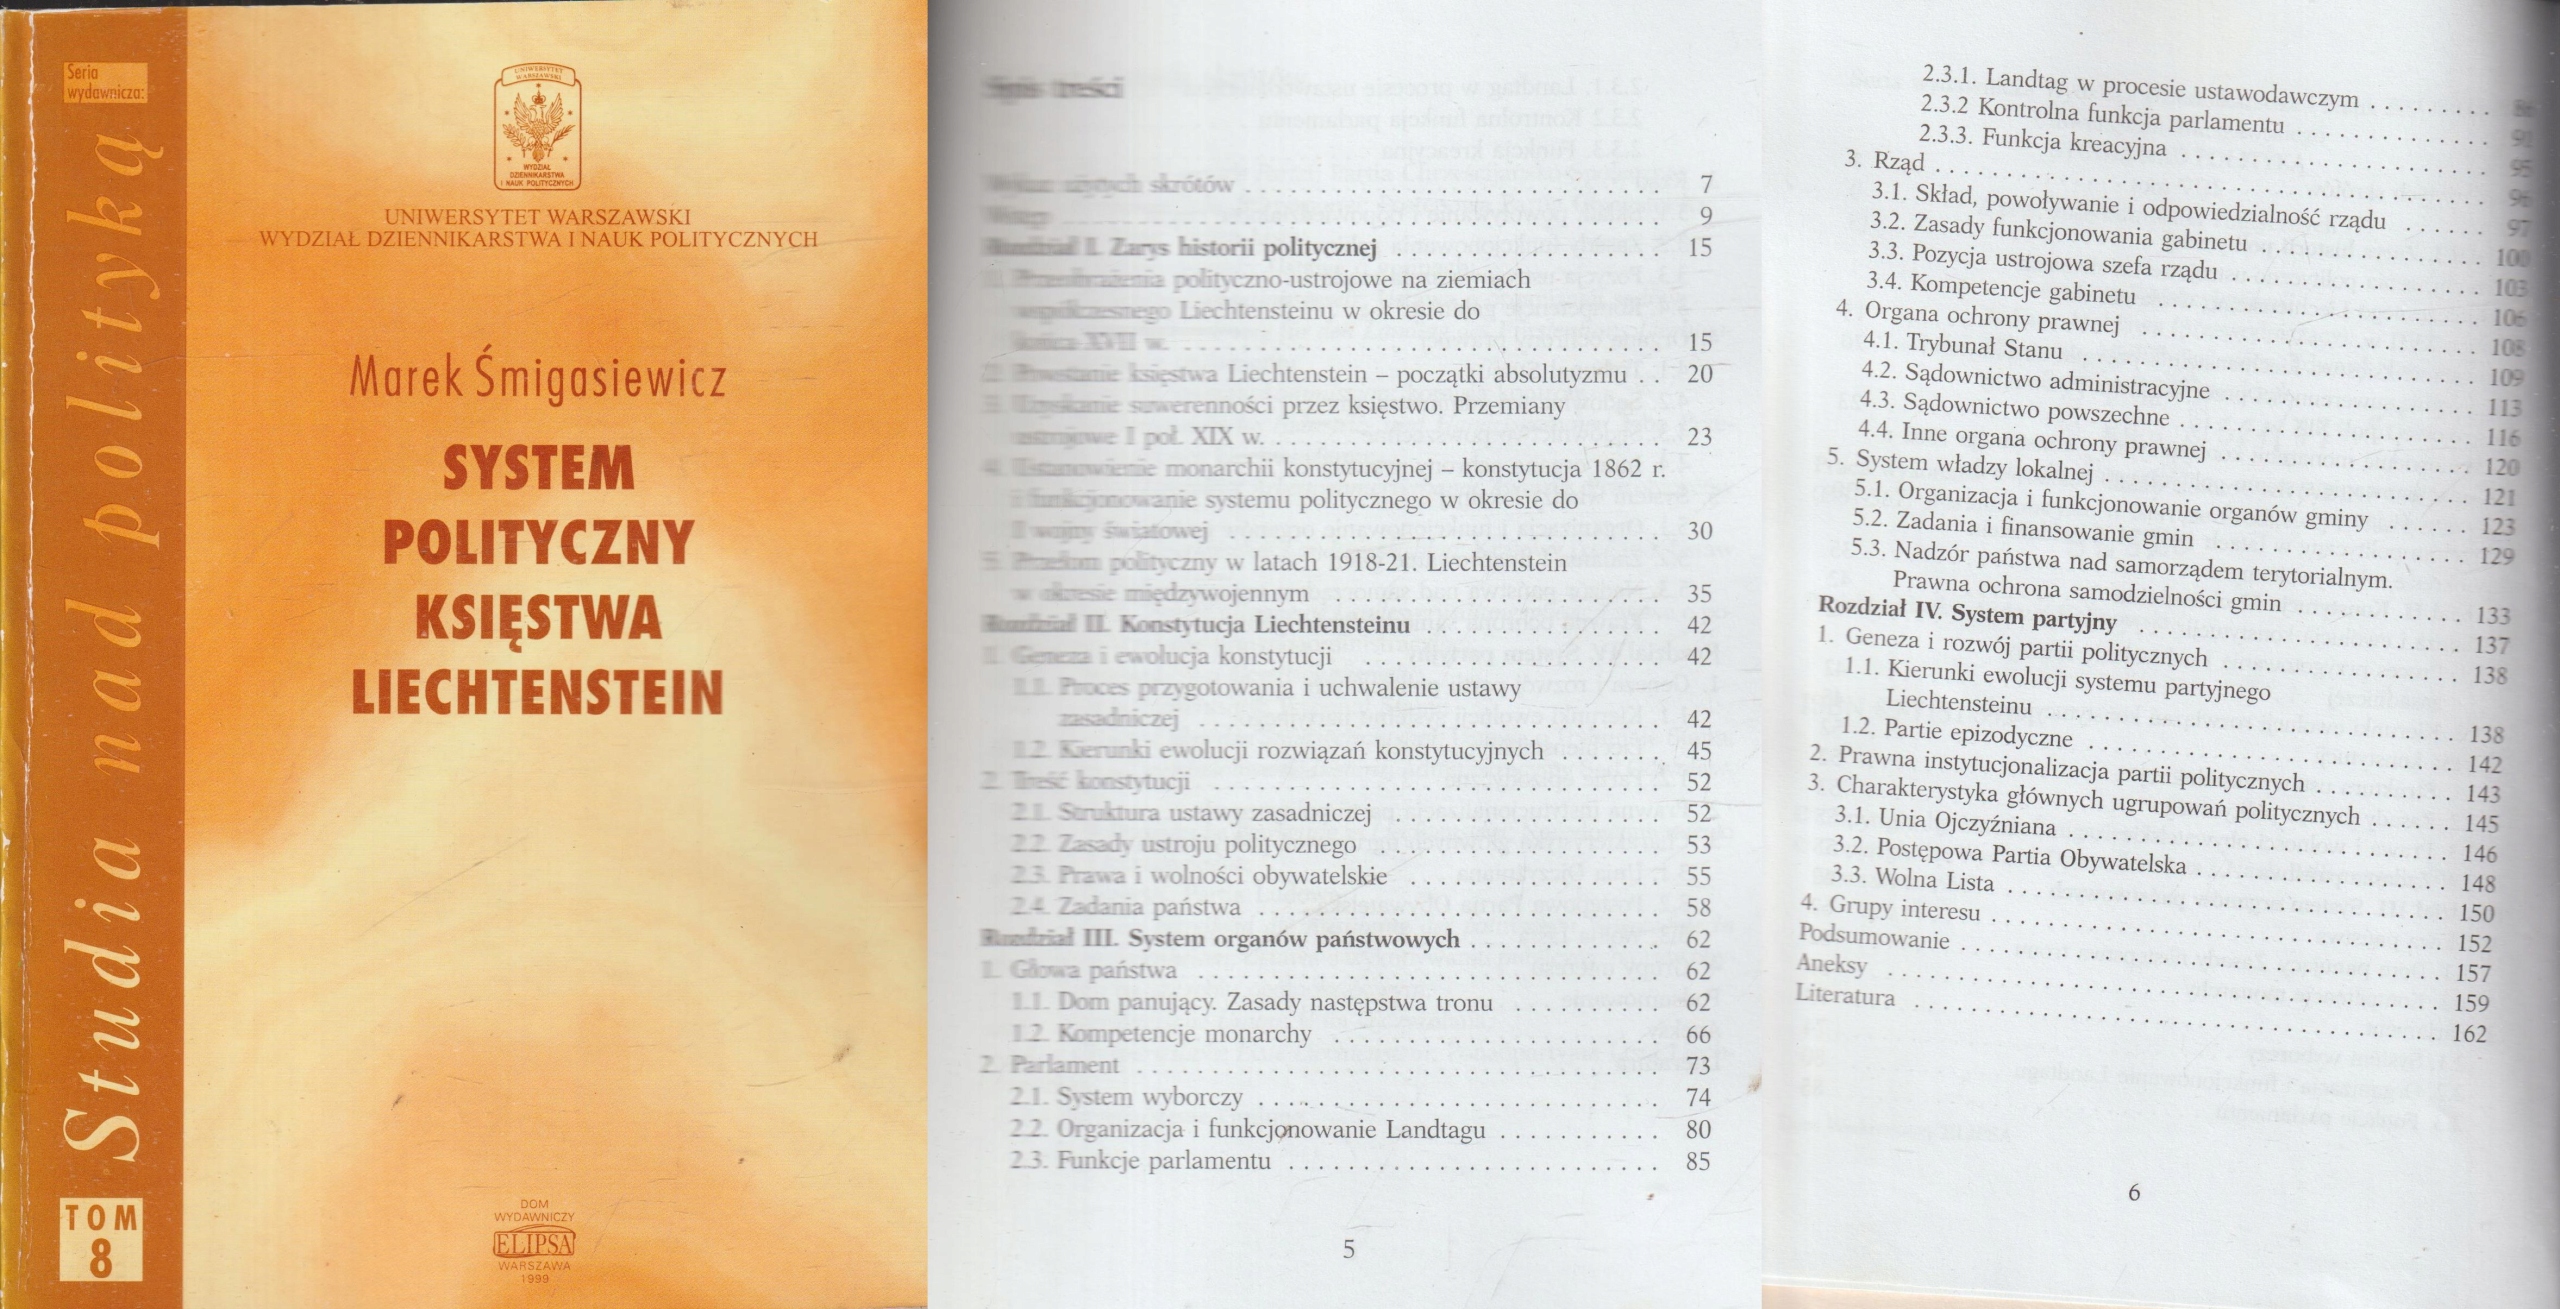 Seria
wydawnicza:
Studia nad polityką
TOM
8
UNIWERSYTET
WARSZAWSKI
WYDZIAŁ
DZIENNIKARSTWA
I NAUK POLITYCZNYCH
UNIWERSYTET WARSZAWSKI
WYDZIAŁ DZIENNIKARSTWA I NAUK POLITYCZNYCH
Marek Śmigasiewicz
SYSTEM
POLITYCZNY
KSIĘSTWA
LIECHTENSTEIN
DOM
WYDAWNICZY
ELIPSA
WARSZAWA
1999
Spis treści
Wykaz użytych skrótów . . . . . . . . . . 7
Wstęp . . . . . . . . . . 9
Rozdział I. Zarys historii politycznej . . . . . . . . . . 15
1. Przeobrażenia polityczno-ustrojowe na ziemiach
współczesnego Liechtensteinu w okresie do
końca XVII w. . . . . . . . . . . 15
2. Powstanie księstwa Liechtenstein – początki absolutyzmu . . 20
3. Uzyskanie suwerenności przez księstwo. Przemiany
ustrojowe I poł. XIX w. . . . . . . . . . . 23
4. Ustanowienie monarchii konstytucyjnej – konstytucja 1862 r.
i funkcjonowanie systemu politycznego w okresie do
I wojny światowej . . . . . . . . . . 30
5. Przełom polityczny w latach 1918-21. Liechtenstein
w okresie międzywojennym . . . . . . . . . . 35
Rozdział II. Konstytucja Liechtensteinu . . . . . . . . . . 42
1. Geneza i ewolucja konstytucji . . . . . . . . . . 42
1.1. Proces przygotowania i uchwalenie ustawy
zasadniczej . . . . . . . . . . 42
1.2. Kierunki ewolucji rozwiązań konstytucyjnych . . . . . . . 45
2. Treść konstytucji . . . . . . . . . . 52
2.1. Struktura ustawy zasadniczej . . . . . . . . . . 52
2.2. Zasady ustroju politycznego . . . . . . . . . . 53
2.3. Prawa i wolności obywatelskie . . . . . . . . . . 55
2.4. Zadania państwa . . . . . . . . . . 58
Rozdział III. System organów państwowych . . . . . . . . . . 62
1. Głowa państwa . . . . . . . . . . 62
1.1. Dom panujący. Zasady następstwa tronu . . . . . . . . . . 62
1.2. Kompetencje monarchy . . . . . . . . . . 66
2. Parlament . . . . . . . . . . 73
2.1. System wyborczy . . . . . . . . . . 74
2.2. Organizacja i funkcjonowanie Landtagu . . . . . . . . . . 80
2.3. Funkcje parlamentu . . . . . . . . . . 85
5
2.3.1. Landtag w procesie ustawodawczym . . . . . . . . . 86
2.3.2 Kontrolna funkcja parlamentu . . . . . . . . . . 92
2.3.3. Funkcja kreacyjna . . . . . . . . . . 95
3. Rząd . . . . . . . . . . 96
3.1. Skład, powoływanie i odpowiedzialność rządu . . . . . . 97
3.2. Zasady funkcjonowania gabinetu . . . . . . . . . . 100
3.3. Pozycja ustrojowa szefa rządu . . . . . . . . . . 103
3.4. Kompetencje gabinetu . . . . . . . . . . 106
4. Organa ochrony prawnej . . . . . . . . . . 108
4.1. Trybunał Stanu . . . . . . . . . . 109
4.2. Sądownictwo administracyjne . . . . . . . . . . 113
4.3. Sądownictwo powszechne . . . . . . . . . . 116
4.4. Inne organa ochrony prawnej . . . . . . . . . . 120
5. System władzy lokalnej . . . . . . . . . . 121
5.1. Organizacja i funkcjonowanie organów gminy . . . . . . 123
5.2. Zadania i finansowanie gmin . . . . . . . . . . 129
5.3. Nadzór państwa nad samorządem terytorialnym.
Prawna ochrona samodzielności gmin . . . . . . . . . . 133
Rozdział IV. System partyjny . . . . . . . . . . 137
1. Geneza i rozwój partii politycznych . . . . . . . . . . 138
1.1. Kierunki ewolucji systemu partyjnego
Liechtensteinu . . . . . . . . . . 138
1.2. Partie epizodyczne . . . . . . . . . . 142
2. Prawna instytucjonalizacja partii politycznych . . . . . . . . . . 143
3. Charakterystyka głównych ugrupowań politycznych . . . . . . 145
3.1. Unia Ojczyźniana . . . . . . . . . . 146
3.2. Postępowa Partia Obywatelska . . . . . . . . . . 148
3.3. Wolna Lista . . . . . . . . . . 150
4. Grupy interesu . . . . . . . . . . 152
Podsumowanie . . . . . . . . . . 157
Aneksy . . . . . . . . . . 159
Literatura . . . . . . . . . . 162
6